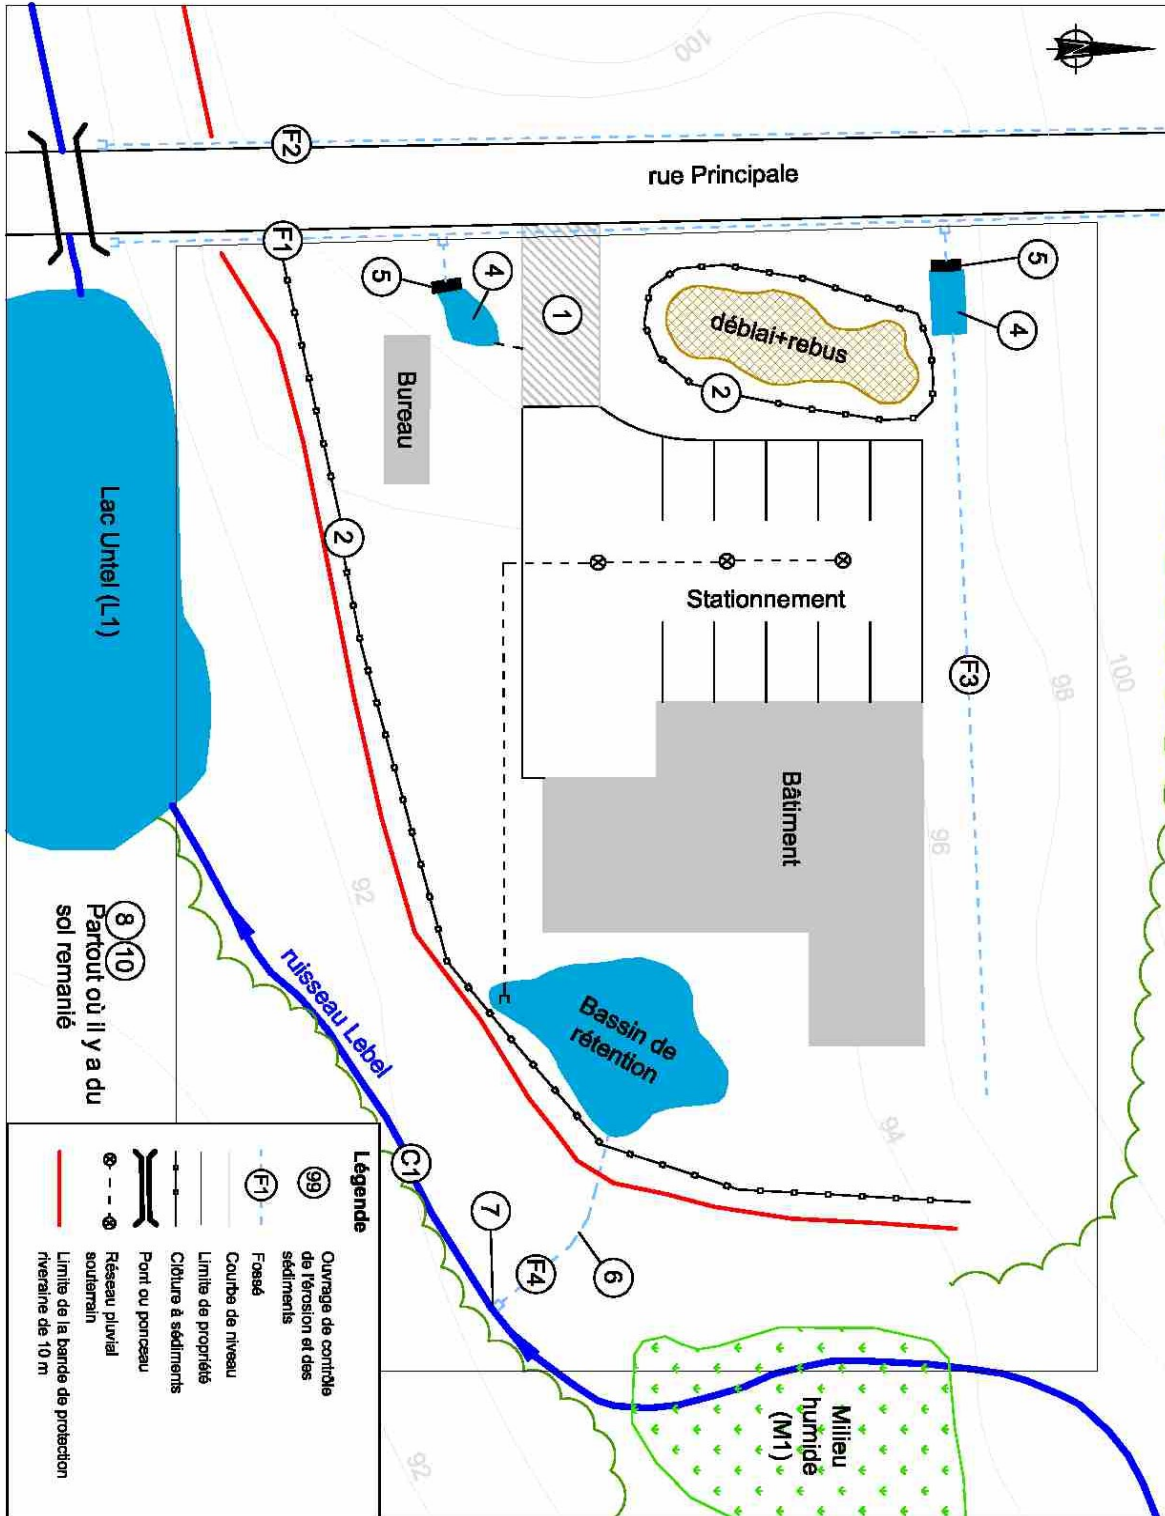 N
100
F2
rue Principale
F1
5
4
1
déblai+rebus
2
5
4
Bureau
2
Stationnement
F3
98
100
Lac Untel (L1)
Bâtiment
96
92
8 10
Partout où il y a du
sol remanié
ruisseau Lebel
Bassin de
rétention
94
C1
7
F4
6
Milieu
humide
(M1)
92
Légende
99
Ouvrage de contrôle
de l'érosion et des
sédiments
F1
Fossé
Courbe de niveau
Limite de propriété
Clôture à sédiments
Pont ou ponceau
Réseau pluvial
souterrain
Limite de la bande de protection
riveraine de 10 m